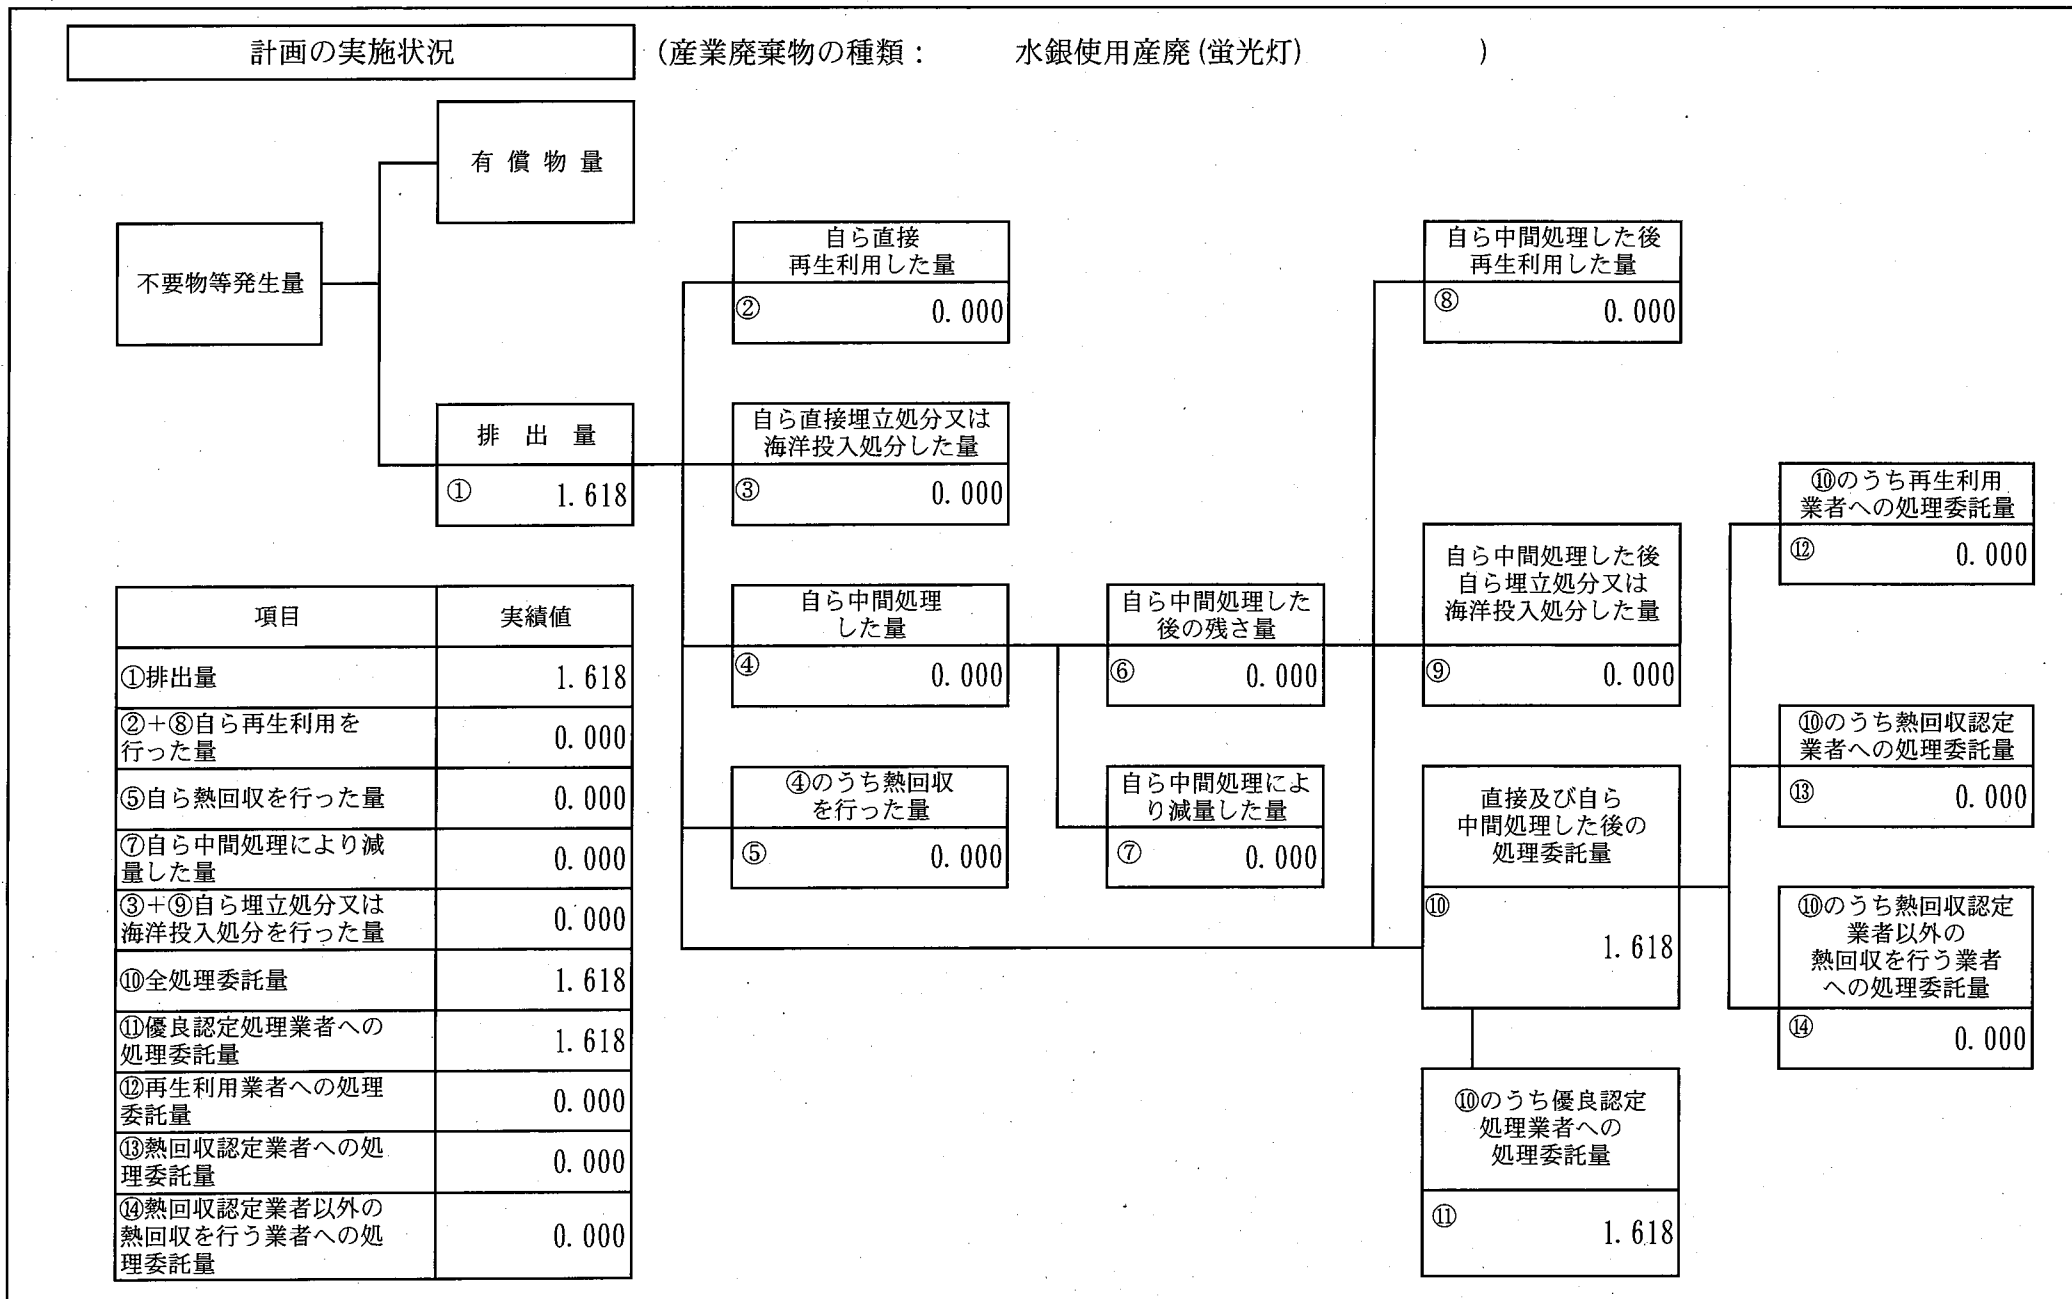 計画の実施状況
(産業廃棄物の種類： 水銀使用産廃(蛍光灯) )
有償物量
不要物等発生量
排出量
① 1.618
自ら直接
再生利用した量
② 0.000
自ら直接埋立処分又は
海洋投入処分した量
③ 0.000
自ら中間処理
した量
④ 0.000
④のうち熱回収
を行った量
⑤ 0.000
自ら中間処理した
後の残さ量
⑥ 0.000
自ら中間処理によ
り減量した量
⑦ 0.000
自ら中間処理した後
再生利用した量
⑧ 0.000
自ら中間処理した後
自ら埋立処分又は
海洋投入処分した量
⑨ 0.000
直接及び自ら
中間処理した後の
処理委託量
⑩
1.618
⑩のうち優良認定
処理業者への
処理委託量
⑪ 1.618
⑩のうち再生利用
業者への処理委託量
⑫ 0.000
⑩のうち熱回収認定
業者への処理委託量
⑬ 0.000
⑩のうち熱回収認定
業者以外の
熱回収を行う業者
への処理委託量
⑭ 0.000
項目 実績値
①排出量 1.618
②＋⑧自ら再生利用を
行った量 0.000
⑤自ら熱回収を行った量 0.000
⑦自ら中間処理により減
量した量 0.000
③＋⑨自ら埋立処分又は
海洋投入処分を行った量 0.000
⑩全処理委託量 1.618
⑪優良認定処理業者への
処理委託量 1.618
⑫再生利用業者への処理
委託量 0.000
⑬熱回収認定業者への処
理委託量 0.000
⑭熱回収認定業者以外の
熱回収を行う業者への処
理委託量 0.000